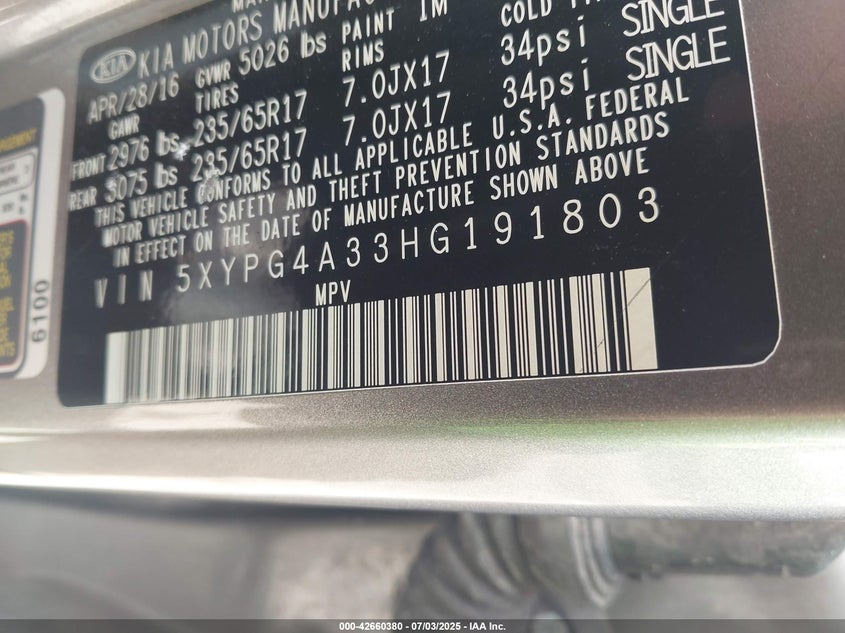 KIA KIA MOTORS MANUFAC
APR/28/16 GVWR 5026 lbs PAINT IM COLD
GAWR TIRES RIMS
FRONT 2976 lbs 235/65R17 7.0JX17 34psi SINGLE
REAR 3075 lbs 235/65R17 7.0JX17 34psi SINGLE
THIS VEHICLE CONFORMS TO ALL APPLICABLE U.S.A. FEDERAL
MOTOR VEHICLE SAFETY AND THEFT PREVENTION STANDARDS
IN EFFECT ON THE DATE OF MANUFACTURE SHOWN ABOVE
VIN 5XYPG4A33HG191803
MPV
6100
000-42660380 | 07/03/2025 - IAA Inc.